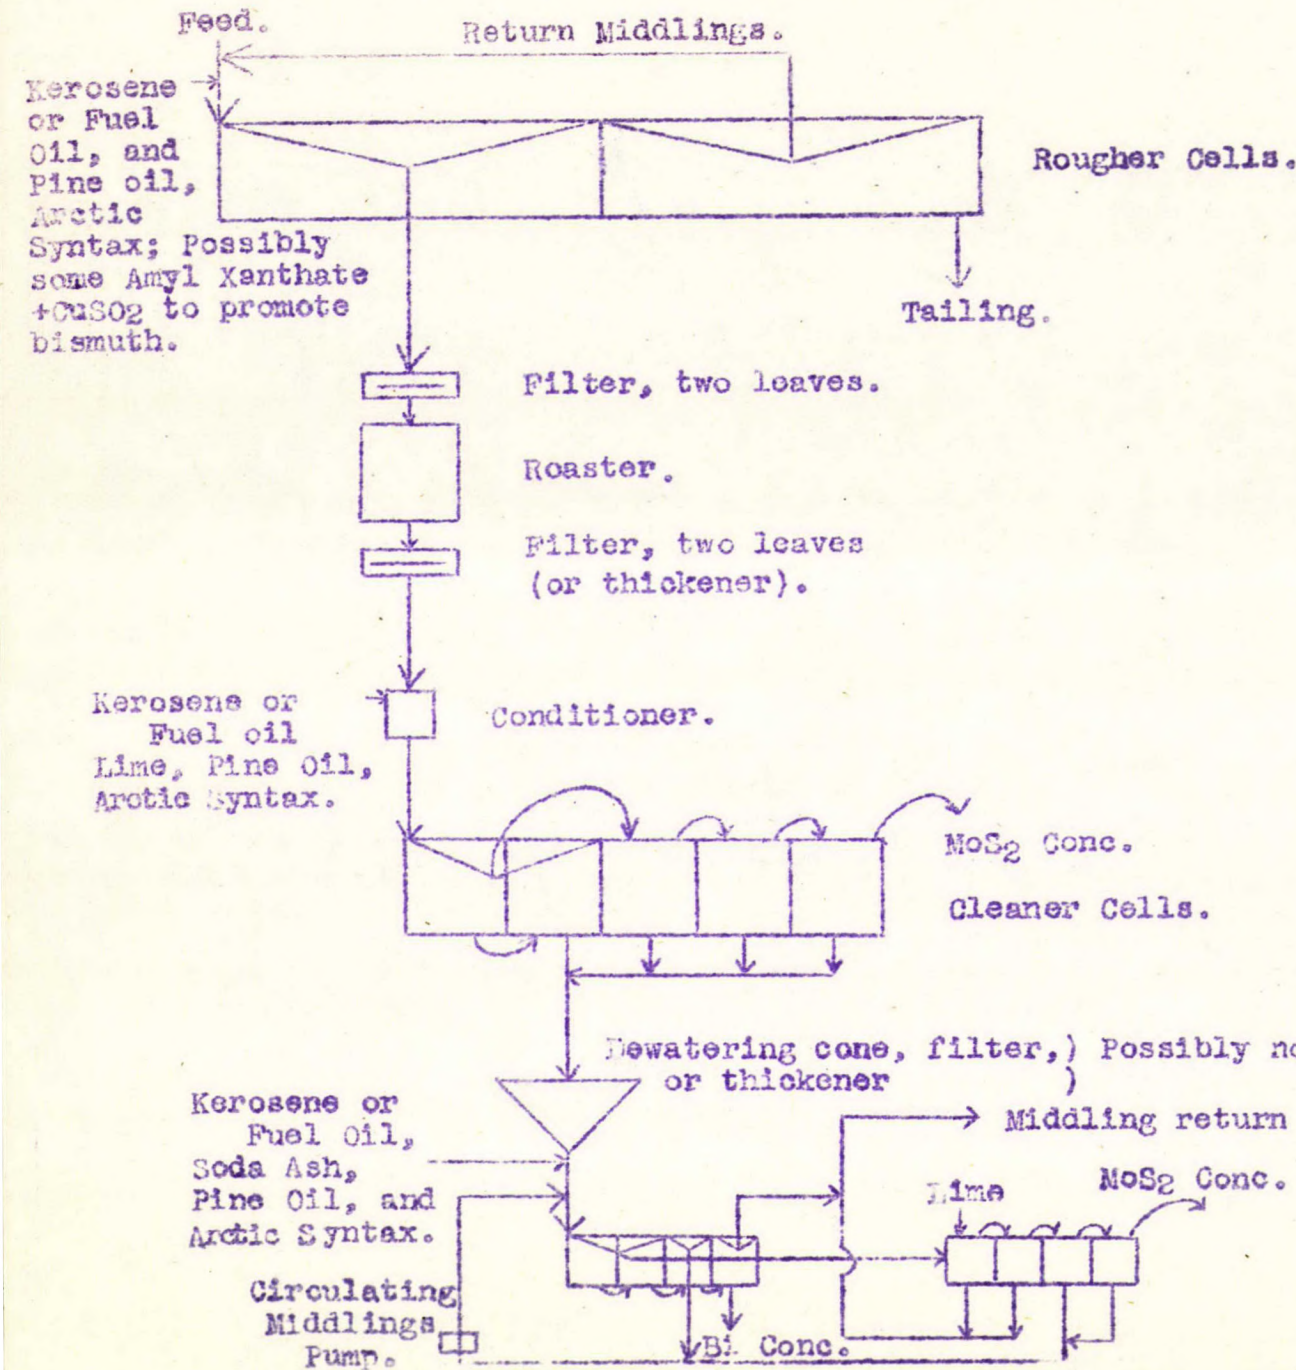 Feed.
Return Middlings.
Kerosene
or Fuel
Oil, and
Pine oil,
Arctic
Syntax; Possibly
some Amyl Xanthate
+CuSO2 to promote
bismuth.
Rougher Cells.
Tailing.
Filter, two leaves.
Roaster.
Filter, two leaves
(or thickener).
Kerosene or
Fuel oil
Lime, Pine Oil,
Arctic Syntax.
Conditioner.
MoS2 Conc.
Cleaner Cells.
Dewatering cone, filter,) Possibly
or thickener )
Kerosene or
Fuel Oil,
Soda Ash,
Pine Oil, and
Arctic Syntax.
Middling return
Lime
MoS2 Conc.
Circulating
Middlings
Pump.
Bi Conc.